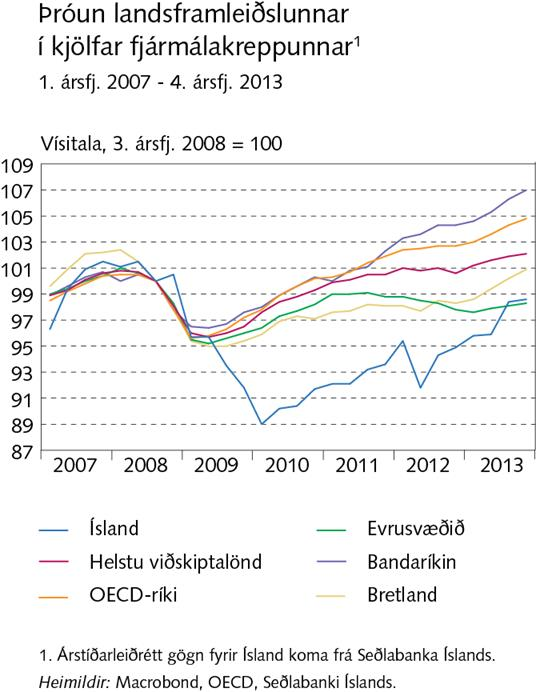 Þróun landsframleiðslunnar
í kjölfar fjármálakreppunnar¹
1. ársfj. 2007 - 4. ársfj. 2013
Vísitala, 3. ársfj. 2008 = 100
109
107
105
103
101
99
97
95
93
91
89
87
2007 2008 2009 2010 2011 2012 2013
Ísland
Helstu viðskiptalönd
OECD-ríki
Evrusvæðið
Bandaríkin
Bretland
1. Árstíðarleiðrétt gögn fyrir Ísland koma frá Seðlabanka Íslands.
Heimildir: Macrobond, OECD, Seðlabanki Íslands.